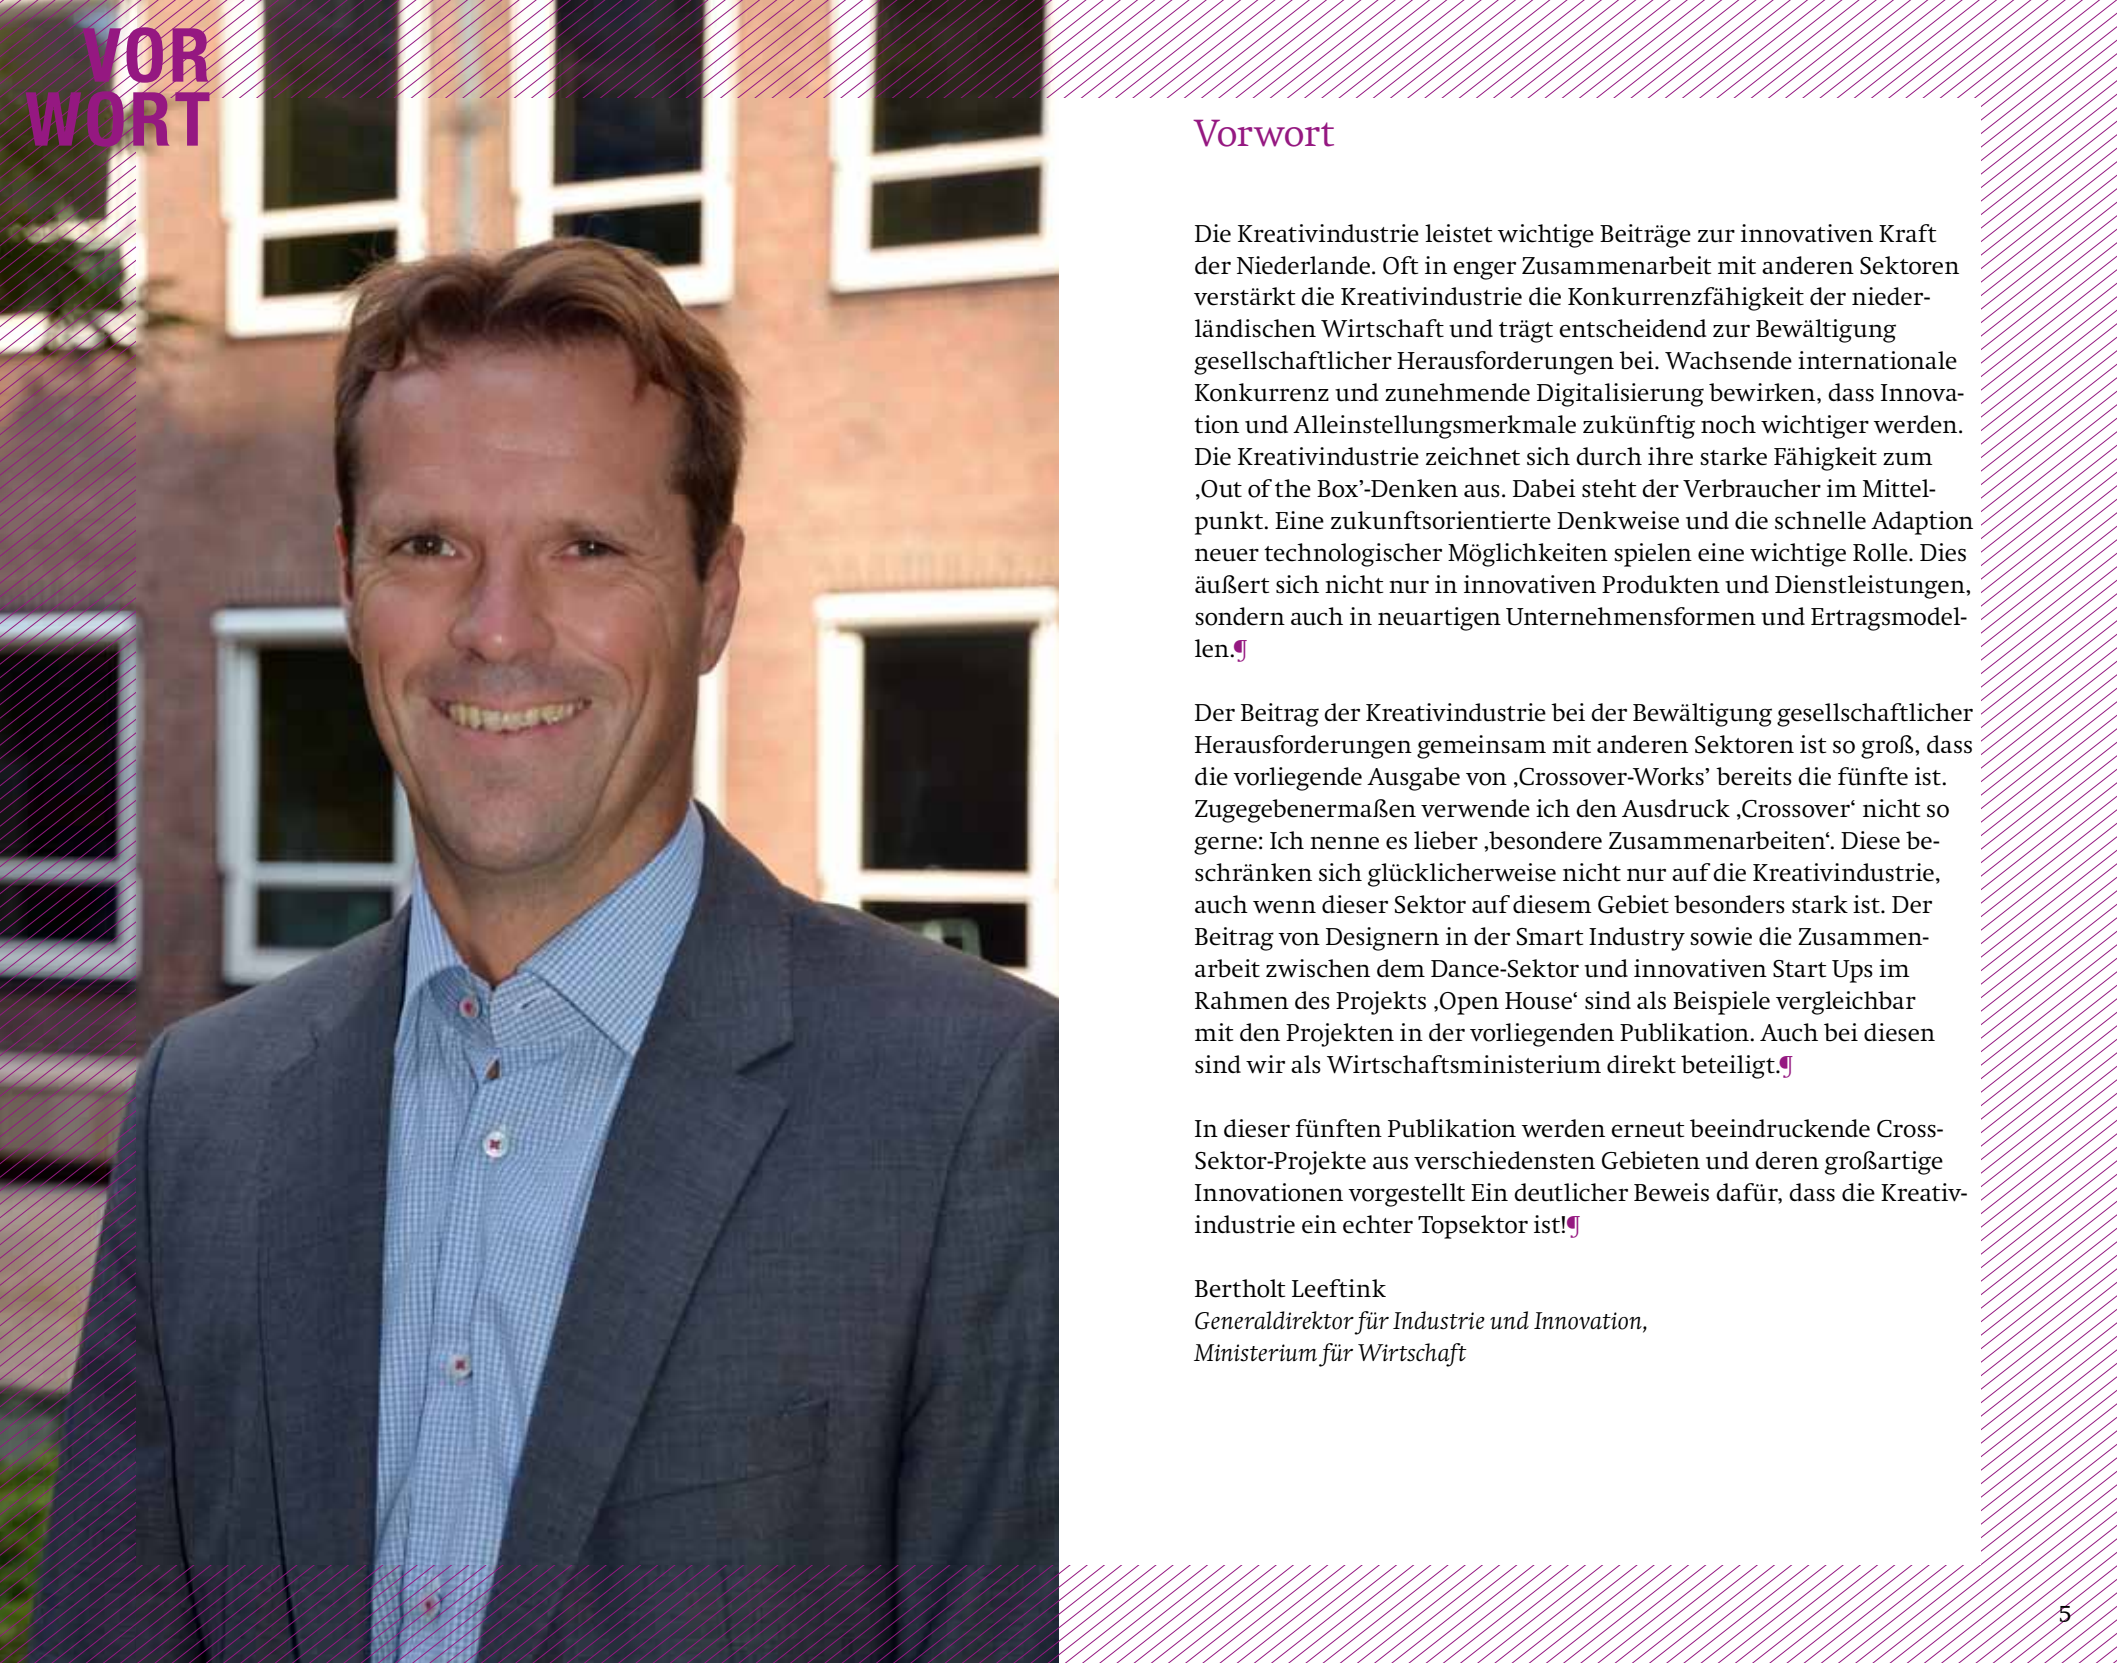 VOR
WORT
Vorwort
Die Kreativindustrie leistet wichtige Beiträge zur innovativen Kraft
der Niederlande. Oft in enger Zusammenarbeit mit anderen Sektoren
verstärkt die Kreativindustrie die Konkurrenzfähigkeit der nieder-
ländischen Wirtschaft und trägt entscheidend zur Bewältigung
gesellschaftlicher Herausforderungen bei. Wachsende internationale
Konkurrenz und zunehmende Digitalisierung bewirken, dass Innova-
tion und Alleinstellungsmerkmale zukünftig noch wichtiger werden.
Die Kreativindustrie zeichnet sich durch ihre starke Fähigkeit zum
‚Out of the Box’-Denken aus. Dabei steht der Verbraucher im Mittel-
punkt. Eine zukunftsorientierte Denkweise und die schnelle Adaption
neuer technologischer Möglichkeiten spielen eine wichtige Rolle. Dies
äußert sich nicht nur in innovativen Produkten und Dienstleistungen,
sondern auch in neuartigen Unternehmensformen und Ertragsmodel-
len.¶
Der Beitrag der Kreativindustrie bei der Bewältigung gesellschaftlicher
Herausforderungen gemeinsam mit anderen Sektoren ist so groß, dass
die vorliegende Ausgabe von ‚Crossover-Works’ bereits die fünfte ist.
Zugegebenermaßen verwende ich den Ausdruck ‚Crossover‘ nicht so
gerne: Ich nenne es lieber ‚besondere Zusammenarbeiten‘. Diese be-
schränken sich glücklicherweise nicht nur auf die Kreativindustrie,
auch wenn dieser Sektor auf diesem Gebiet besonders stark ist. Der
Beitrag von Designern in der Smart Industry sowie die Zusammen-
arbeit zwischen dem Dance-Sektor und innovativen Start Ups im
Rahmen des Projekts ‚Open House‘ sind als Beispiele vergleichbar
mit den Projekten in der vorliegenden Publikation. Auch bei diesen
sind wir als Wirtschaftsministerium direkt beteiligt.¶
In dieser fünften Publikation werden erneut beeindruckende Cross-
Sektor-Projekte aus verschiedensten Gebieten und deren großartige
Innovationen vorgestellt Ein deutlicher Beweis dafür, dass die Kreativ-
industrie ein echter Topsektor ist!¶
Bertholt Leeftink
Generaldirektor für Industrie und Innovation,
Ministerium für Wirtschaft
5